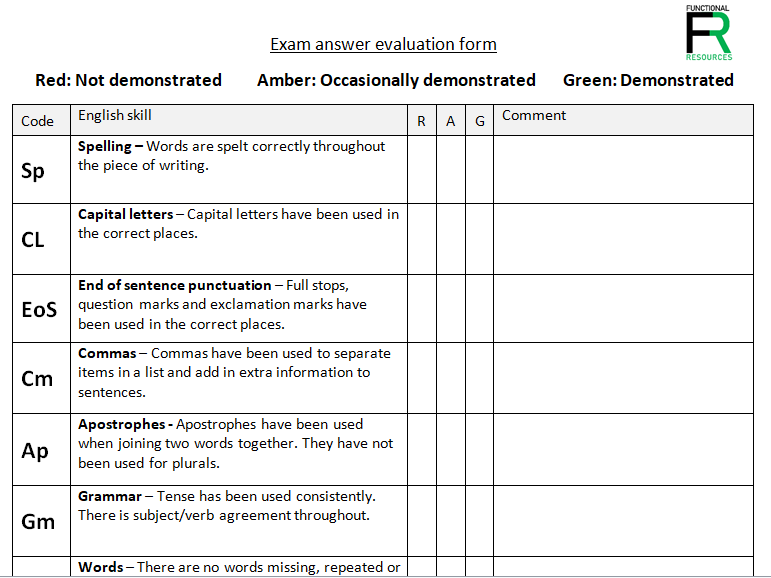 FUNCTIONAL
FR
RESOURCES
Exam answer evaluation form
Red: Not demonstrated Amber: Occasionally demonstrated Green: Demonstrated
Code English skill R A G Comment
Sp
Spelling – Words are spelt correctly throughout
the piece of writing.
CL
Capital letters – Capital letters have been used in
the correct places.
EoS
End of sentence punctuation – Full stops,
question marks and exclamation marks have
been used in the correct places.
Cm
Commas – Commas have been used to separate
items in a list and add in extra information to
sentences.
Ap
Apostrophes - Apostrophes have been used
when joining two words together. They have not
been used for plurals.
Gm
Grammar – Tense has been used consistently.
There is subject/verb agreement throughout.
Words – There are no words missing, repeated or